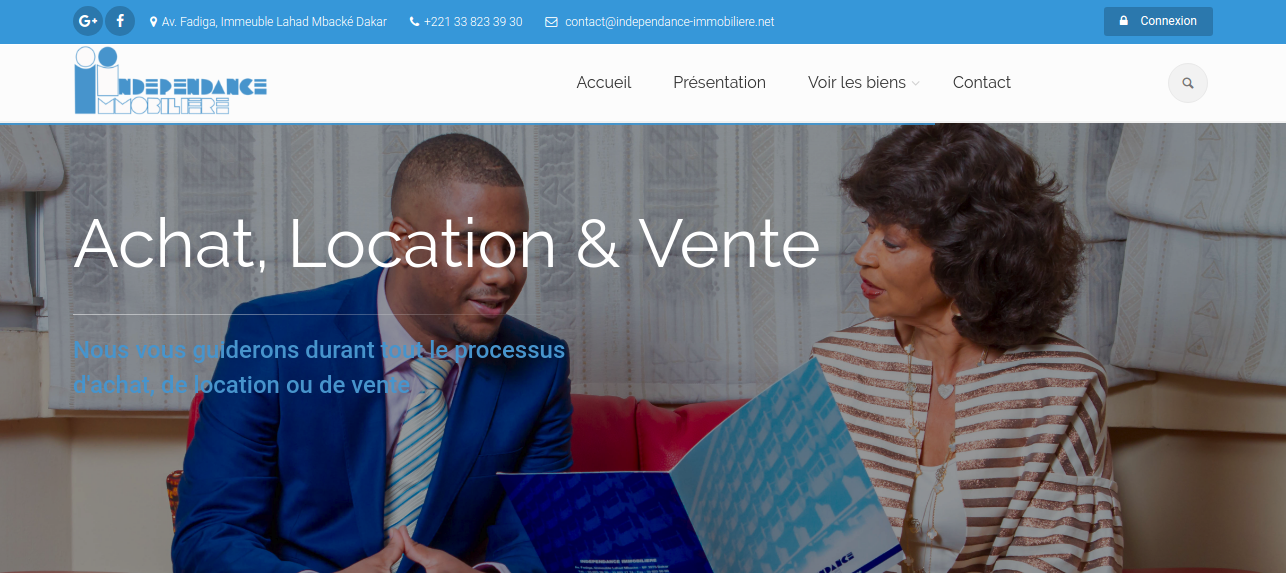 Av. Fadiga, Immeuble Lahad Mbacké Dakar
+221 33 823 39 30
contact@independance-immobiliere.net
Connexion
INDEPENDANCE
IMMOBILIERE
Accueil
Présentation
Voir les biens
Contact
Achat, Location & Vente
Nous vous guiderons durant tout le processus
d'achat, de location ou de vente ...
INDEPENDANCE IMMOBILIERE